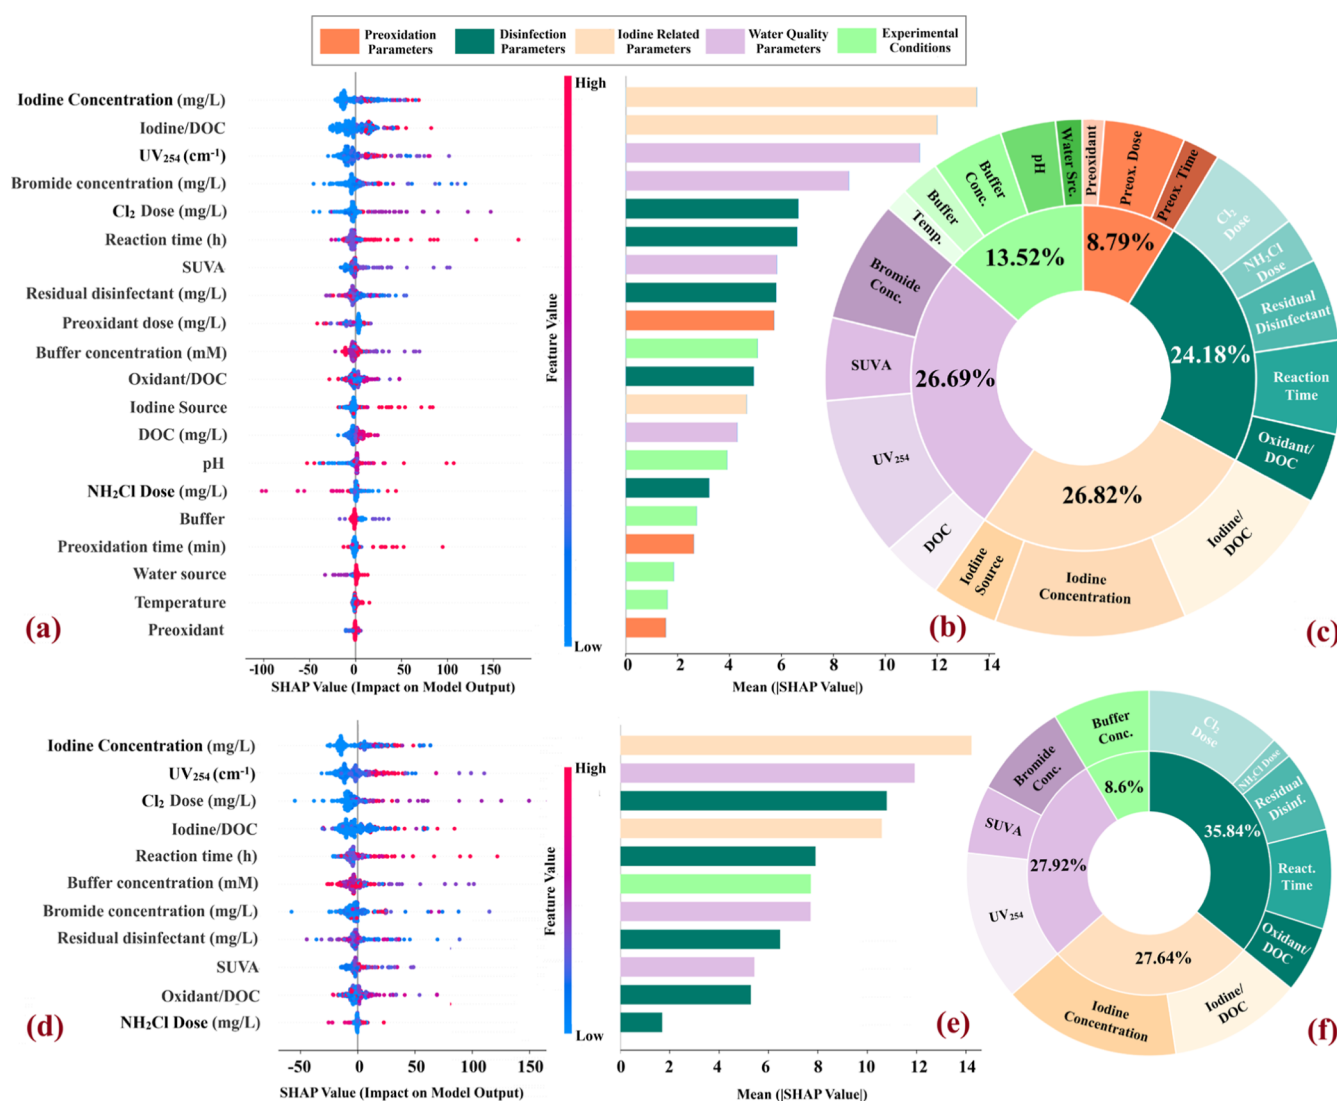 Preoxidation Parameters
Disinfection Parameters
Iodine Related Parameters
Water Quality Parameters
Experimental Conditions
Iodine Concentration (mg/L)
Iodine/DOC
UV₂₅₄ (cm⁻¹)
Bromide concentration (mg/L)
Cl₂ Dose (mg/L)
Reaction time (h)
SUVA
Residual disinfectant (mg/L)
Preoxidant dose (mg/L)
Buffer concentration (mM)
Oxidant/DOC
Iodine Source
DOC (mg/L)
pH
NH₂Cl Dose (mg/L)
Buffer
Preoxidation time (min)
Water source
Temperature
Preoxidant
(a)
-100 -50 0 50 100 150
SHAP Value (Impact on Model Output)
High
Feature Value
Low
(b)
0 2 4 6 8 10 12 14
Mean (|SHAP Value|)
Preoxidant
Preox. Dose
Preox. Time
Cl₂
Dose
NH₂Cl
Dose
Residual
Disinfectant
Reaction
Time
Oxidant/
DOC
Iodine/
DOC
Iodine
Concentration
Iodine
Source
DOC
UV₂₅₄
SUVA
Bromide
Conc.
Temp.
Buffer
Buffer
Conc.
pH
Water Src.
8.79%
24.18%
26.82%
26.69%
13.52%
(c)
Iodine Concentration (mg/L)
UV₂₅₄ (cm⁻¹)
Cl₂ Dose (mg/L)
Iodine/DOC
Reaction time (h)
Buffer concentration (mM)
Bromide concentration (mg/L)
Residual disinfectant (mg/L)
SUVA
Oxidant/DOC
NH₂Cl Dose (mg/L)
(d)
-50 0 50 100 150
SHAP Value (Impact on Model Output)
High
Feature Value
Low
(e)
0 2 4 6 8 10 12 14
Mean (|SHAP Value|)
Cl₂
Dose
NH₂Cl Dose
Residual
Disinf.
React.
Time
Oxidant/
DOC
Iodine/
DOC
Iodine
Concentration
UV₂₅₄
SUVA
Bromide
Conc.
Buffer
Conc.
35.84%
27.64%
27.92%
8.6%
(f)